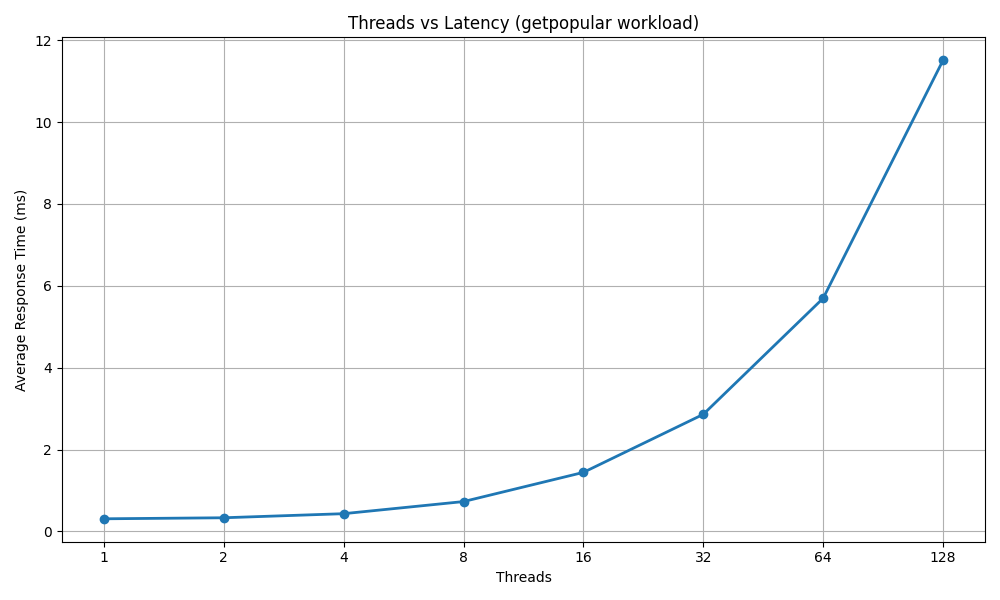 Threads vs Latency (getpopular workload)
12
10
8
6
4
2
0
Average Response Time (ms)
1 2 4 8 16 32 64 128
Threads